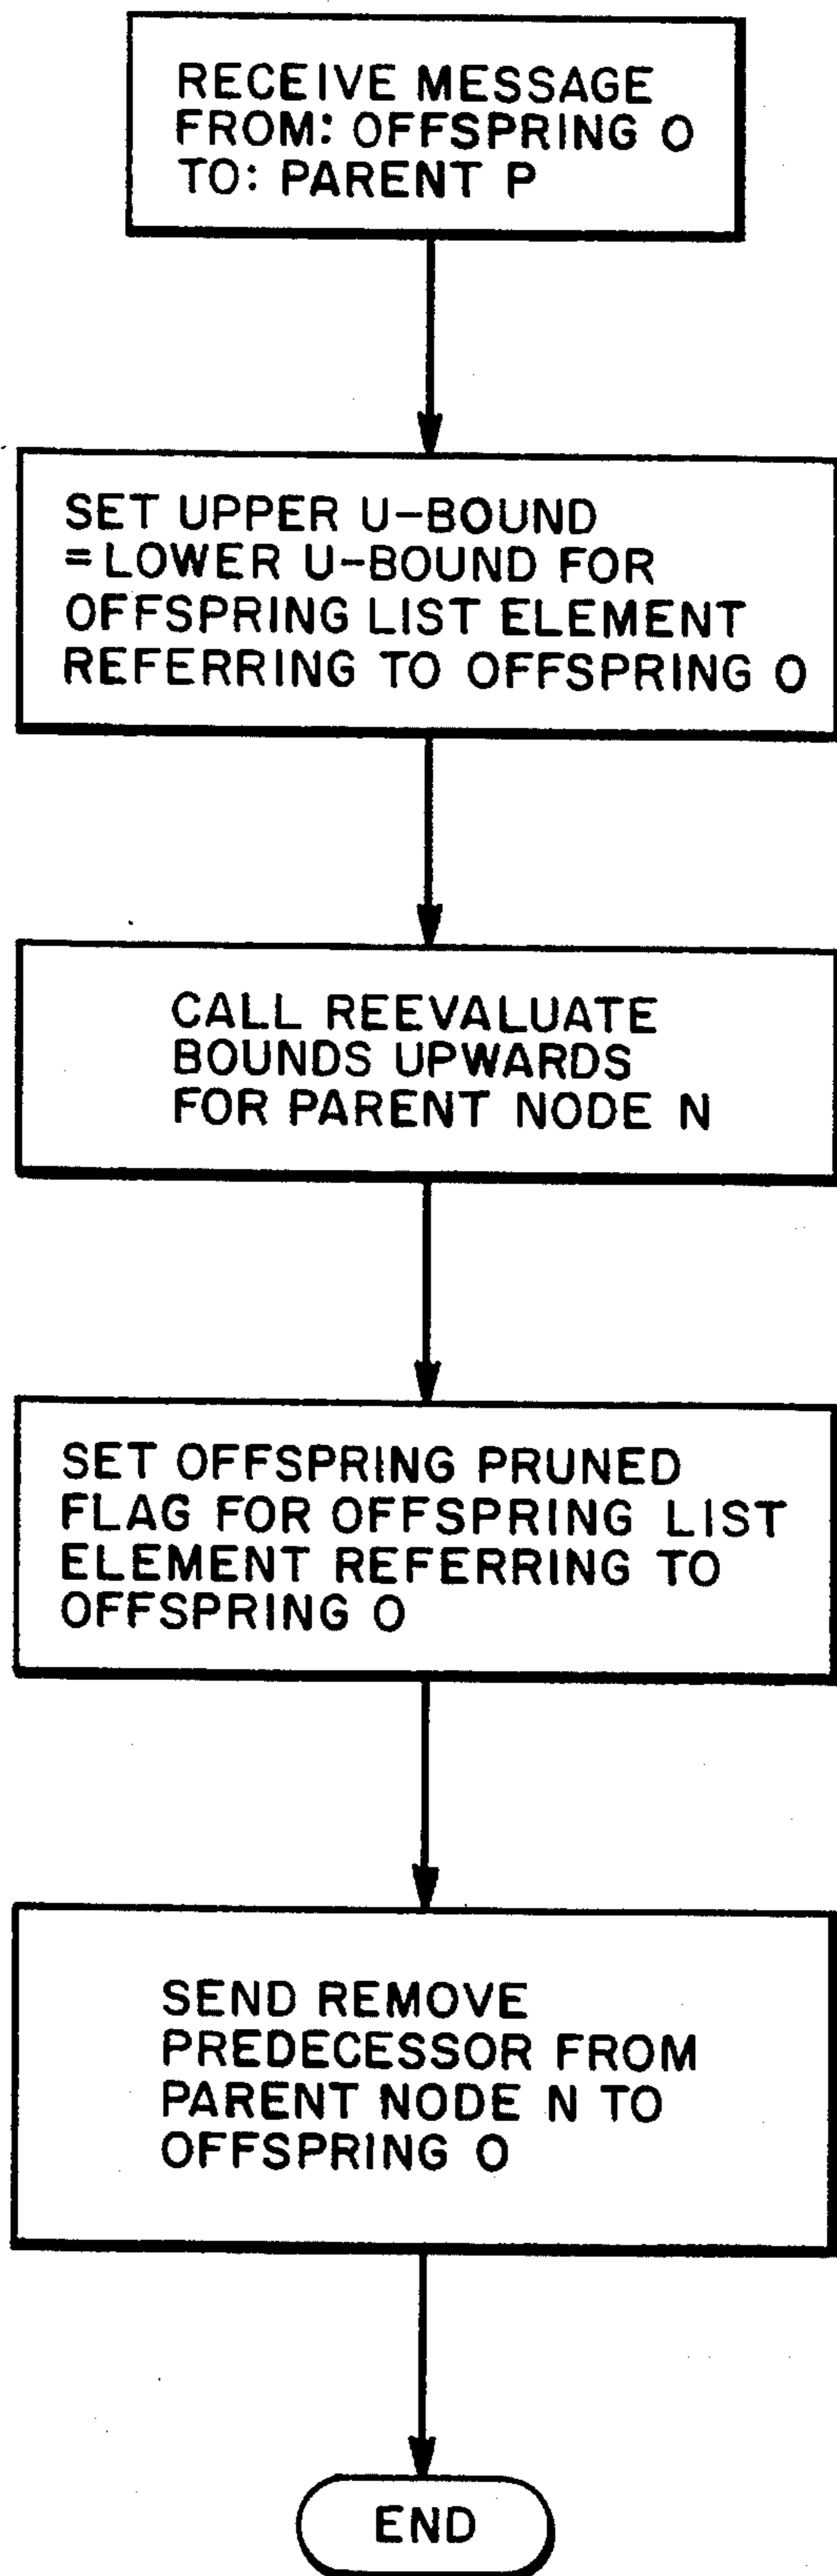 RECEIVE MESSAGE
FROM: OFFSPRING O
TO: PARENT P
SET UPPER U-BOUND
=LOWER U-BOUND FOR
OFFSPRING LIST ELEMENT
REFERRING TO OFFSPRING O
CALL REEVALUATE
BOUNDS UPWARDS
FOR PARENT NODE N
SET OFFSPRING PRUNED
FLAG FOR OFFSPRING LIST
ELEMENT REFERRING TO
OFFSPRING O
SEND REMOVE
PREDECESSOR FROM
PARENT NODE N TO
OFFSPRING O
END